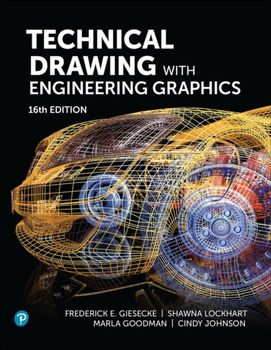 TECHNICAL
DRAWING WITH
ENGINEERING GRAPHICS
16th EDITION
FREDERICK E. GIESECKE | SHAWNA LOCKHART
MARLA GOODMAN | CINDY JOHNSON
P